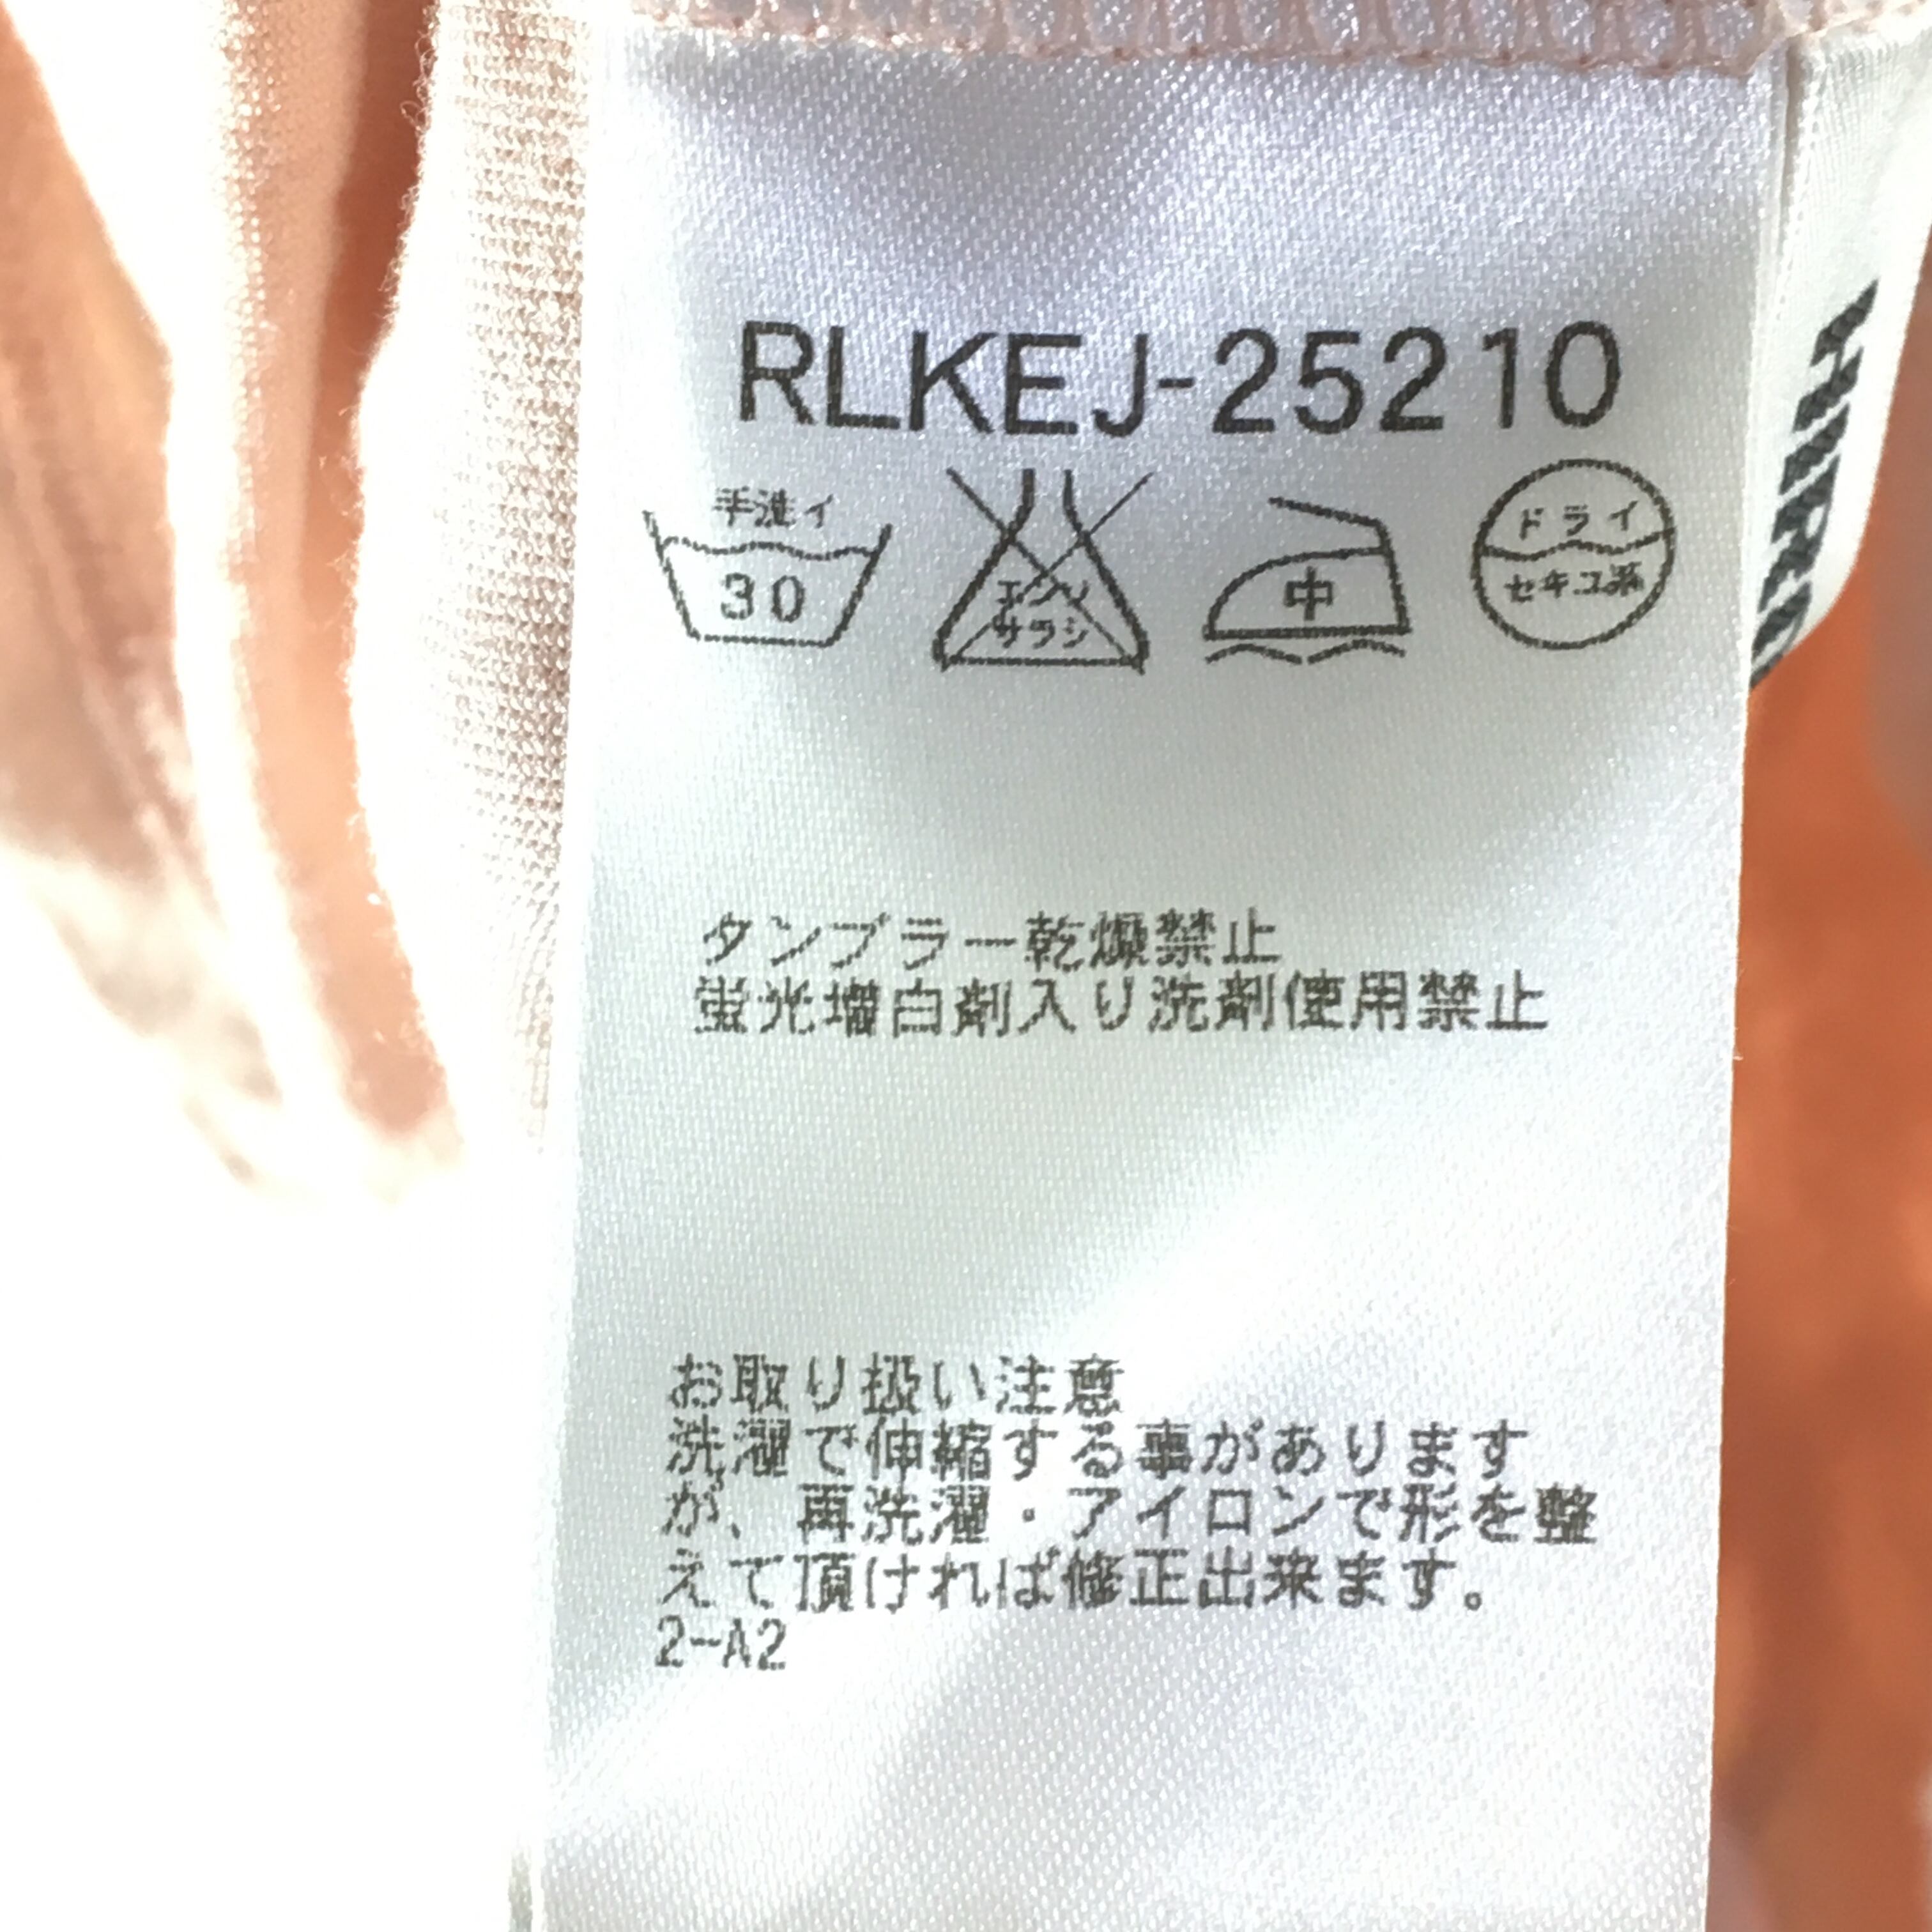 RLKEJ-25210
手洗イ
30
エンソ
サラシ
中
ドライ
セキユ系
タンブラー乾燥禁止
蛍光増白剤入り洗剤使用禁止
お取り扱い注意
洗濯で伸縮する事があります
が、再洗濯・アイロンで形を整
えて頂ければ修正出来ます。
2-A2